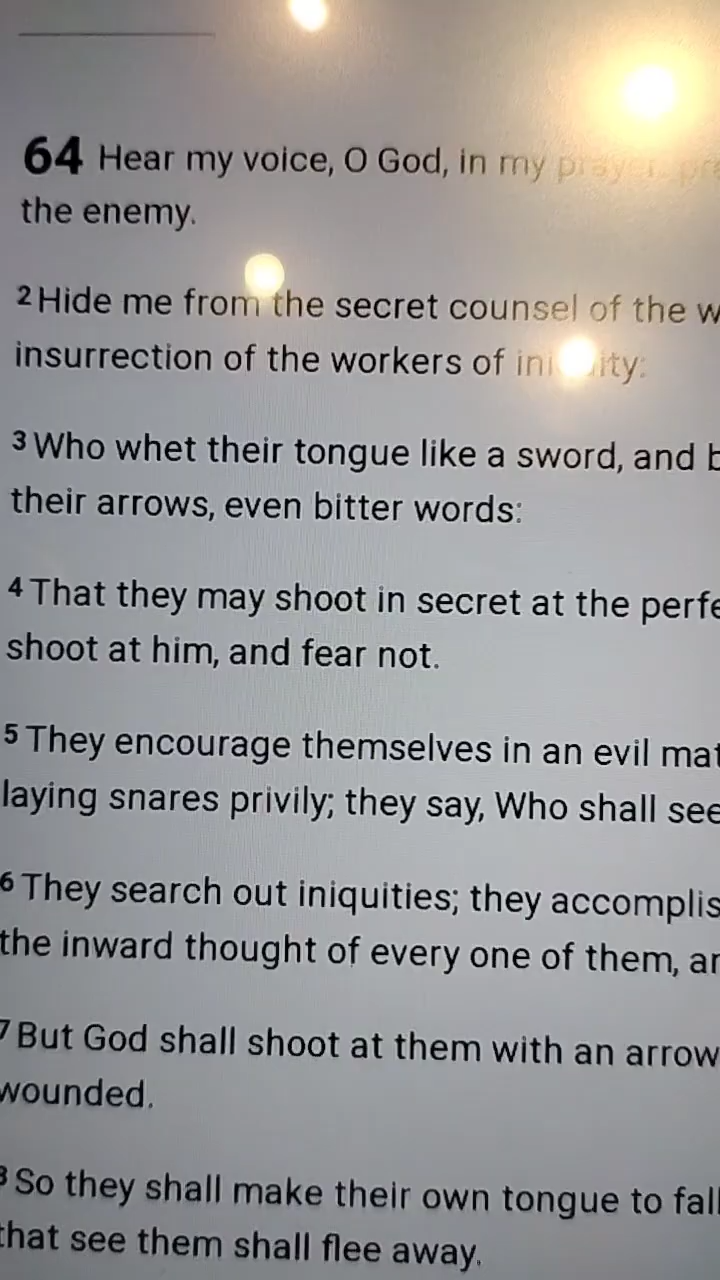 64 Hear my voice, O God, in my prayer:
the enemy.
2 Hide me from the secret counsel of the
insurrection of the workers of
3 Who whet their tongue like a sword, and
their arrows, even bitter words:
4 That they may shoot in secret at the
shoot at him, and fear not.
5 They encourage themselves in an evil
laying snares privily; they say, Who shall see
6 They search out iniquities; they
the inward thought of every one of them,
7 But God shall shoot at them with an arrow
wounded.
So they shall make their own tongue to fall
that see them shall flee away.